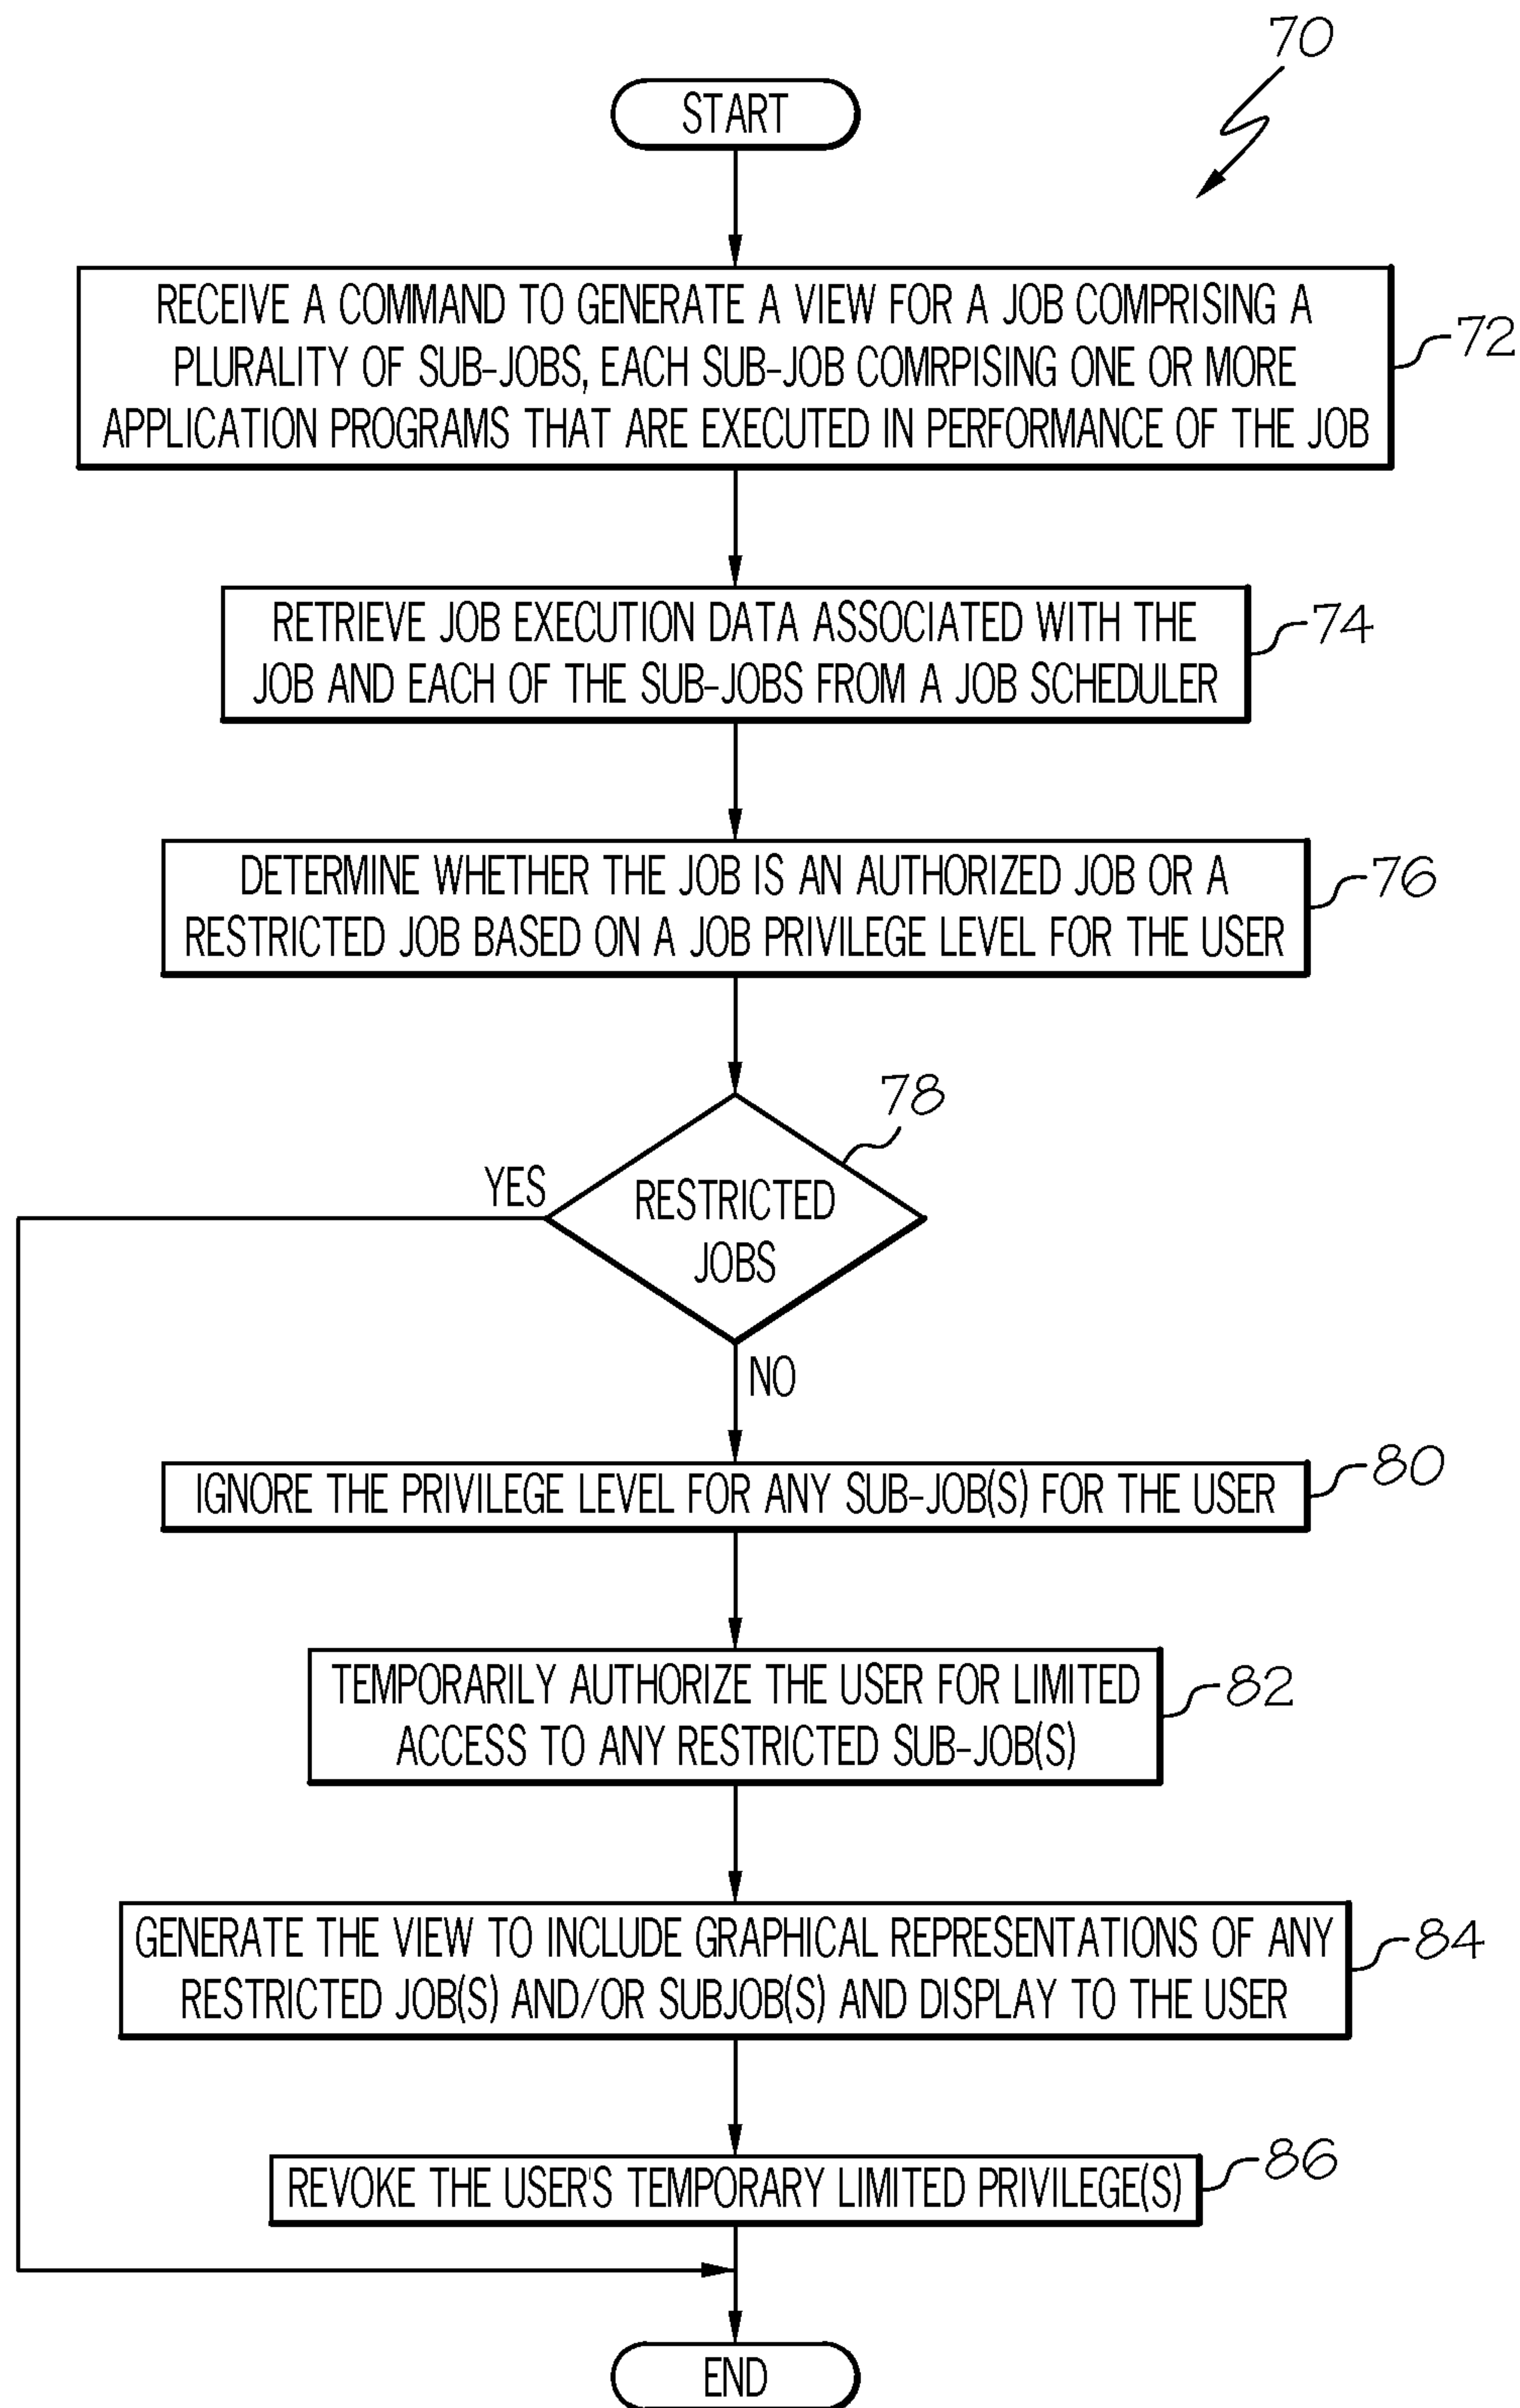 70
START
RECEIVE A COMMAND TO GENERATE A VIEW FOR A JOB COMPRISING A
PLURALITY OF SUB-JOBS, EACH SUB-JOB COMRPISING ONE OR MORE
APPLICATION PROGRAMS THAT ARE EXECUTED IN PERFORMANCE OF THE JOB
72
RETRIEVE JOB EXECUTION DATA ASSOCIATED WITH THE
JOB AND EACH OF THE SUB-JOBS FROM A JOB SCHEDULER
74
DETERMINE WHETHER THE JOB IS AN AUTHORIZED JOB OR A
RESTRICTED JOB BASED ON A JOB PRIVILEGE LEVEL FOR THE USER
76
78
YES
RESTRICTED
JOBS
NO
IGNORE THE PRIVILEGE LEVEL FOR ANY SUB-JOB(S) FOR THE USER
80
TEMPORARILY AUTHORIZE THE USER FOR LIMITED
ACCESS TO ANY RESTRICTED SUB-JOB(S)
82
GENERATE THE VIEW TO INCLUDE GRAPHICAL REPRESENTATIONS OF ANY
RESTRICTED JOB(S) AND/OR SUBJOB(S) AND DISPLAY TO THE USER
84
REVOKE THE USER'S TEMPORARY LIMITED PRIVILEGE(S)
86
END